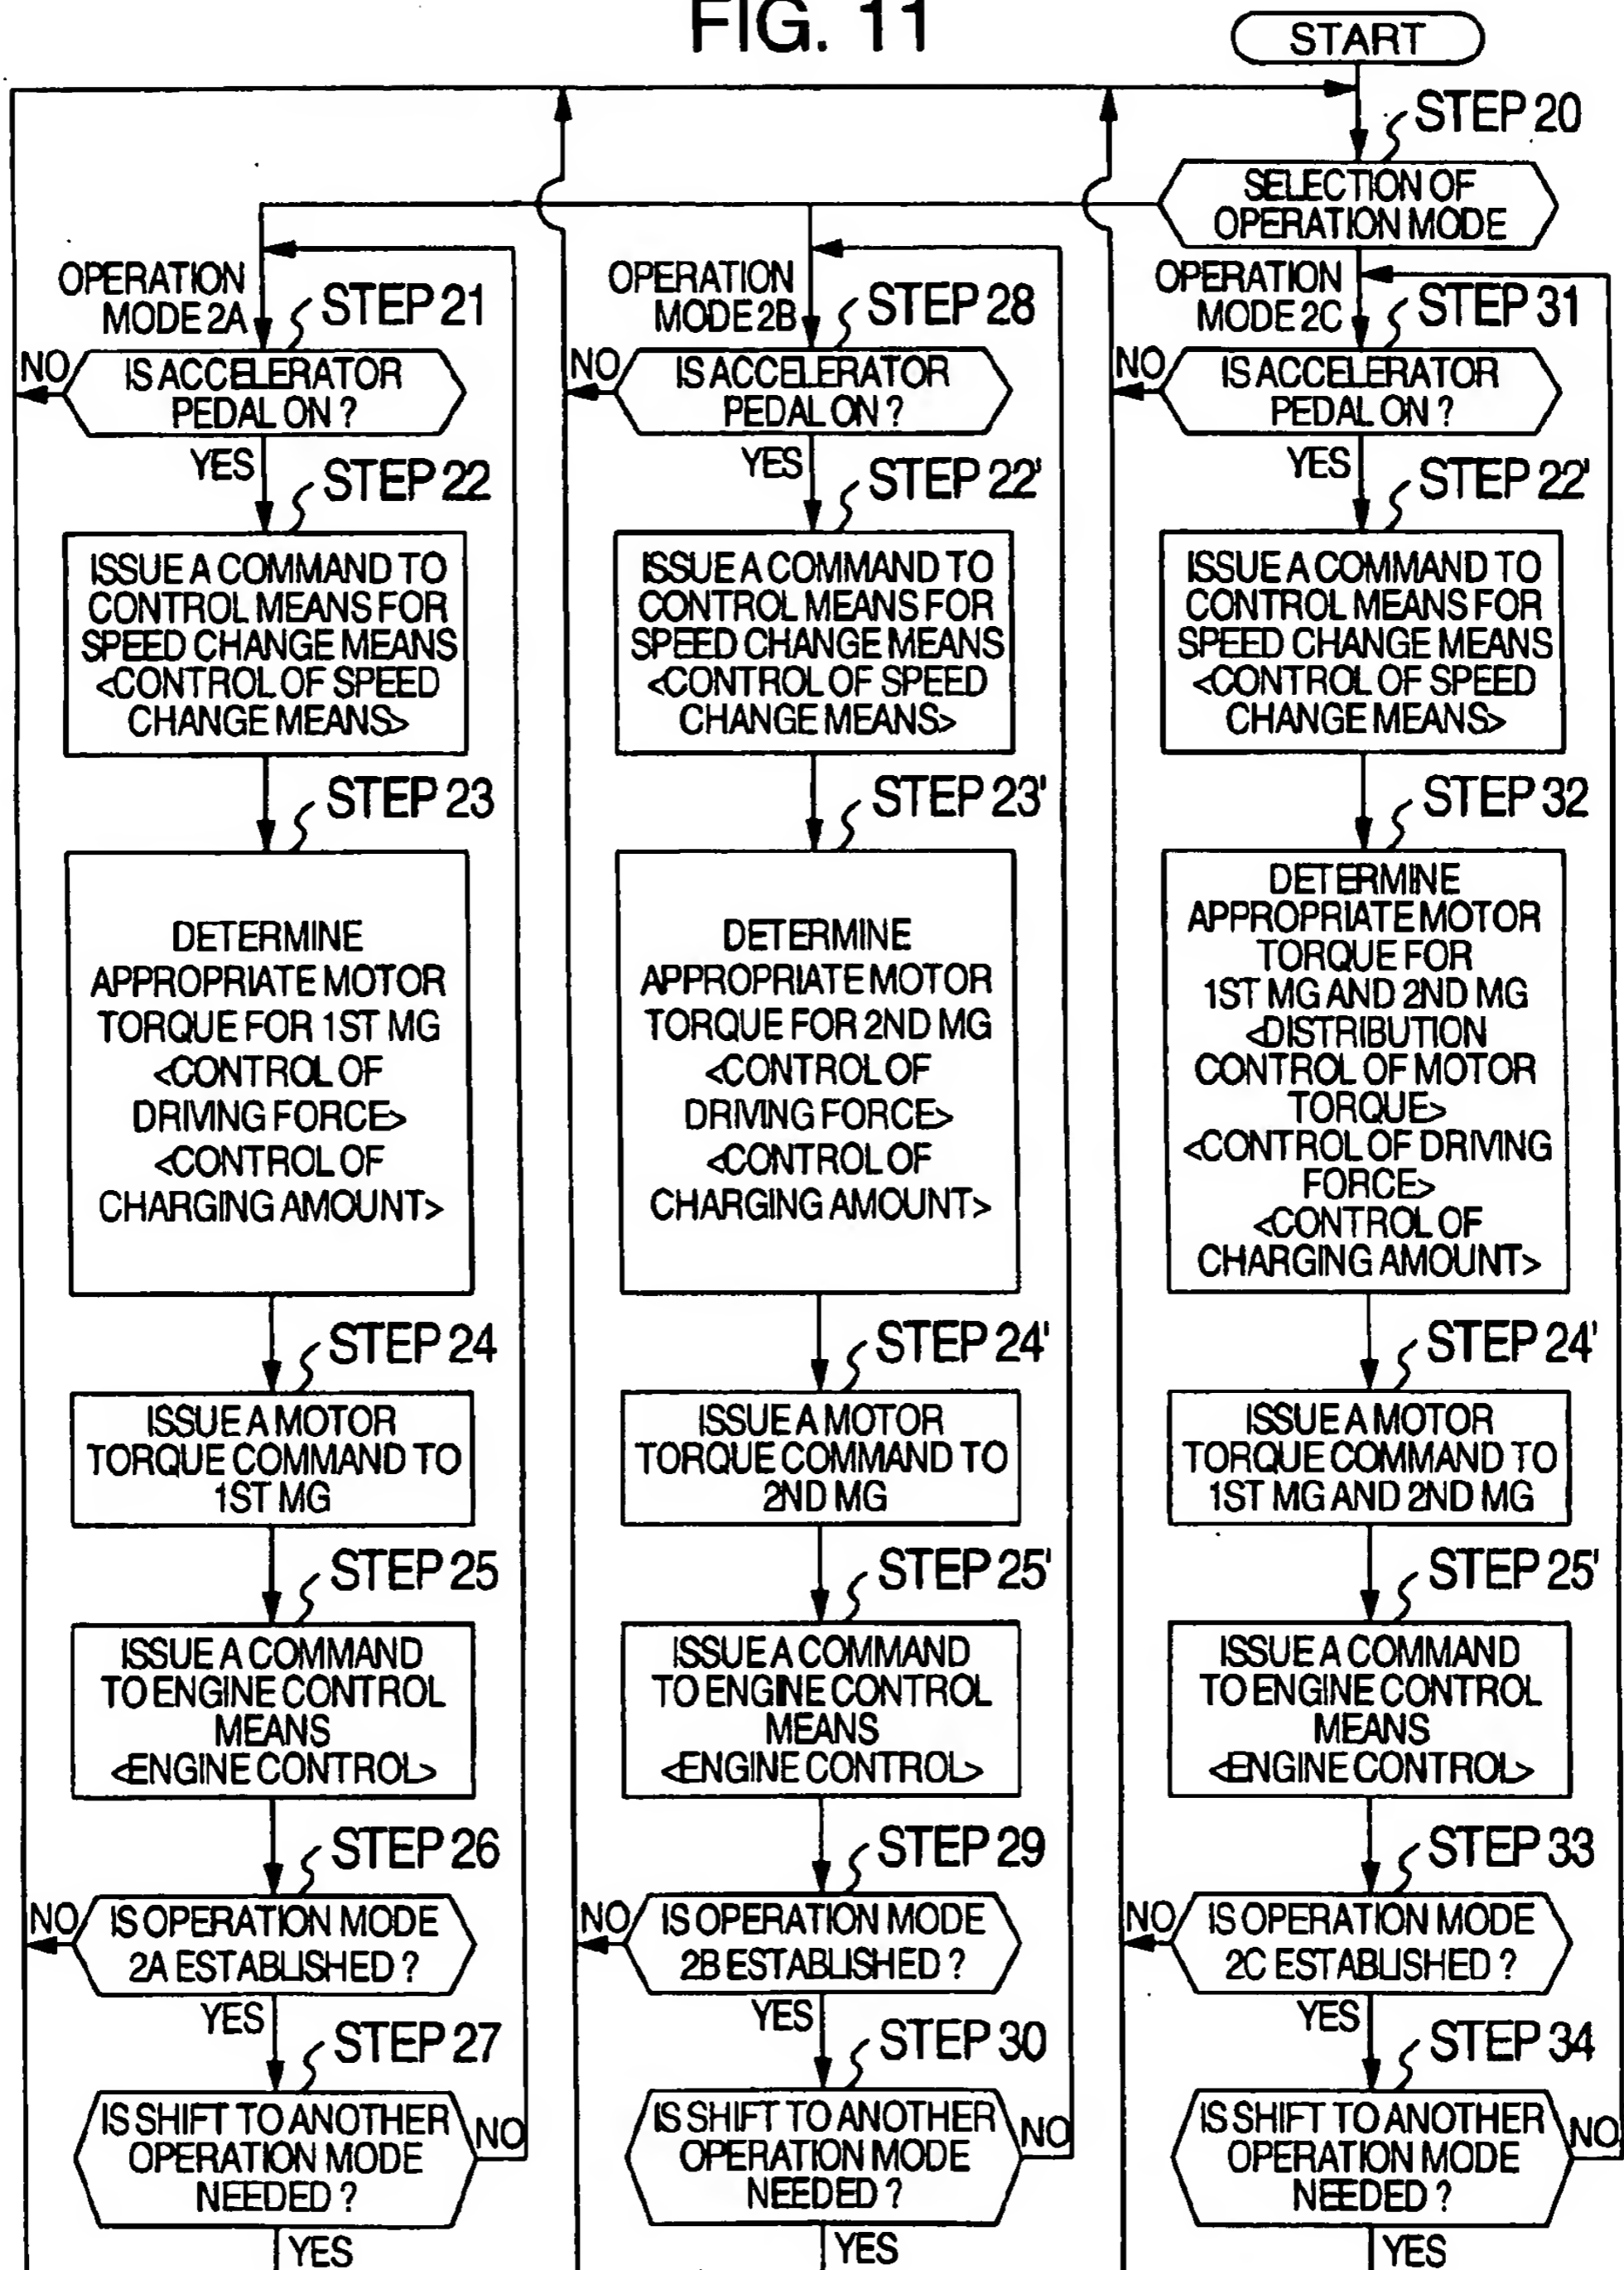 FIG. 11
START
STEP 20
SELECTION OF
OPERATION MODE
OPERATION
MODE 2A
STEP 21
NO
IS ACCELERATOR
PEDAL ON ?
YES
STEP 22
ISSUE A COMMAND TO
CONTROL MEANS FOR
SPEED CHANGE MEANS
<CONTROL OF SPEED
CHANGE MEANS>
STEP 23
DETERMINE
APPROPRIATE MOTOR
TORQUE FOR 1ST MG
<CONTROL OF
DRIVING FORCE>
<CONTROL OF
CHARGING AMOUNT>
STEP 24
ISSUE A MOTOR
TORQUE COMMAND TO
1ST MG
STEP 25
ISSUE A COMMAND
TO ENGINE CONTROL
MEANS
<ENGINE CONTROL>
STEP 26
NO
IS OPERATION MODE
2A ESTABLISHED ?
YES
STEP 27
IS SHIFT TO ANOTHER
OPERATION MODE
NEEDED ?
NO
YES
OPERATION
MODE 2B
STEP 28
NO
IS ACCELERATOR
PEDAL ON ?
YES
STEP 22'
ISSUE A COMMAND TO
CONTROL MEANS FOR
SPEED CHANGE MEANS
<CONTROL OF SPEED
CHANGE MEANS>
STEP 23'
DETERMINE
APPROPRIATE MOTOR
TORQUE FOR 2ND MG
<CONTROL OF
DRIVING FORCE>
<CONTROL OF
CHARGING AMOUNT>
STEP 24'
ISSUE A MOTOR
TORQUE COMMAND TO
2ND MG
STEP 25'
ISSUE A COMMAND
TO ENGINE CONTROL
MEANS
<ENGINE CONTROL>
STEP 29
NO
IS OPERATION MODE
2B ESTABLISHED ?
YES
STEP 30
IS SHIFT TO ANOTHER
OPERATION MODE
NEEDED ?
NO
YES
OPERATION
MODE 2C
STEP 31
NO
IS ACCELERATOR
PEDAL ON ?
YES
STEP 22'
ISSUE A COMMAND TO
CONTROL MEANS FOR
SPEED CHANGE MEANS
<CONTROL OF SPEED
CHANGE MEANS>
STEP 32
DETERMINE
APPROPRIATE MOTOR
TORQUE FOR
1ST MG AND 2ND MG
<DISTRIBUTION
CONTROL OF MOTOR
TORQUE>
<CONTROL OF DRIVING
FORCE>
<CONTROL OF
CHARGING AMOUNT>
STEP 24'
ISSUE A MOTOR
TORQUE COMMAND TO
1ST MG AND 2ND MG
STEP 25'
ISSUE A COMMAND
TO ENGINE CONTROL
MEANS
<ENGINE CONTROL>
STEP 33
NO
IS OPERATION MODE
2C ESTABLISHED ?
YES
STEP 34
IS SHIFT TO ANOTHER
OPERATION MODE
NEEDED ?
NO
YES